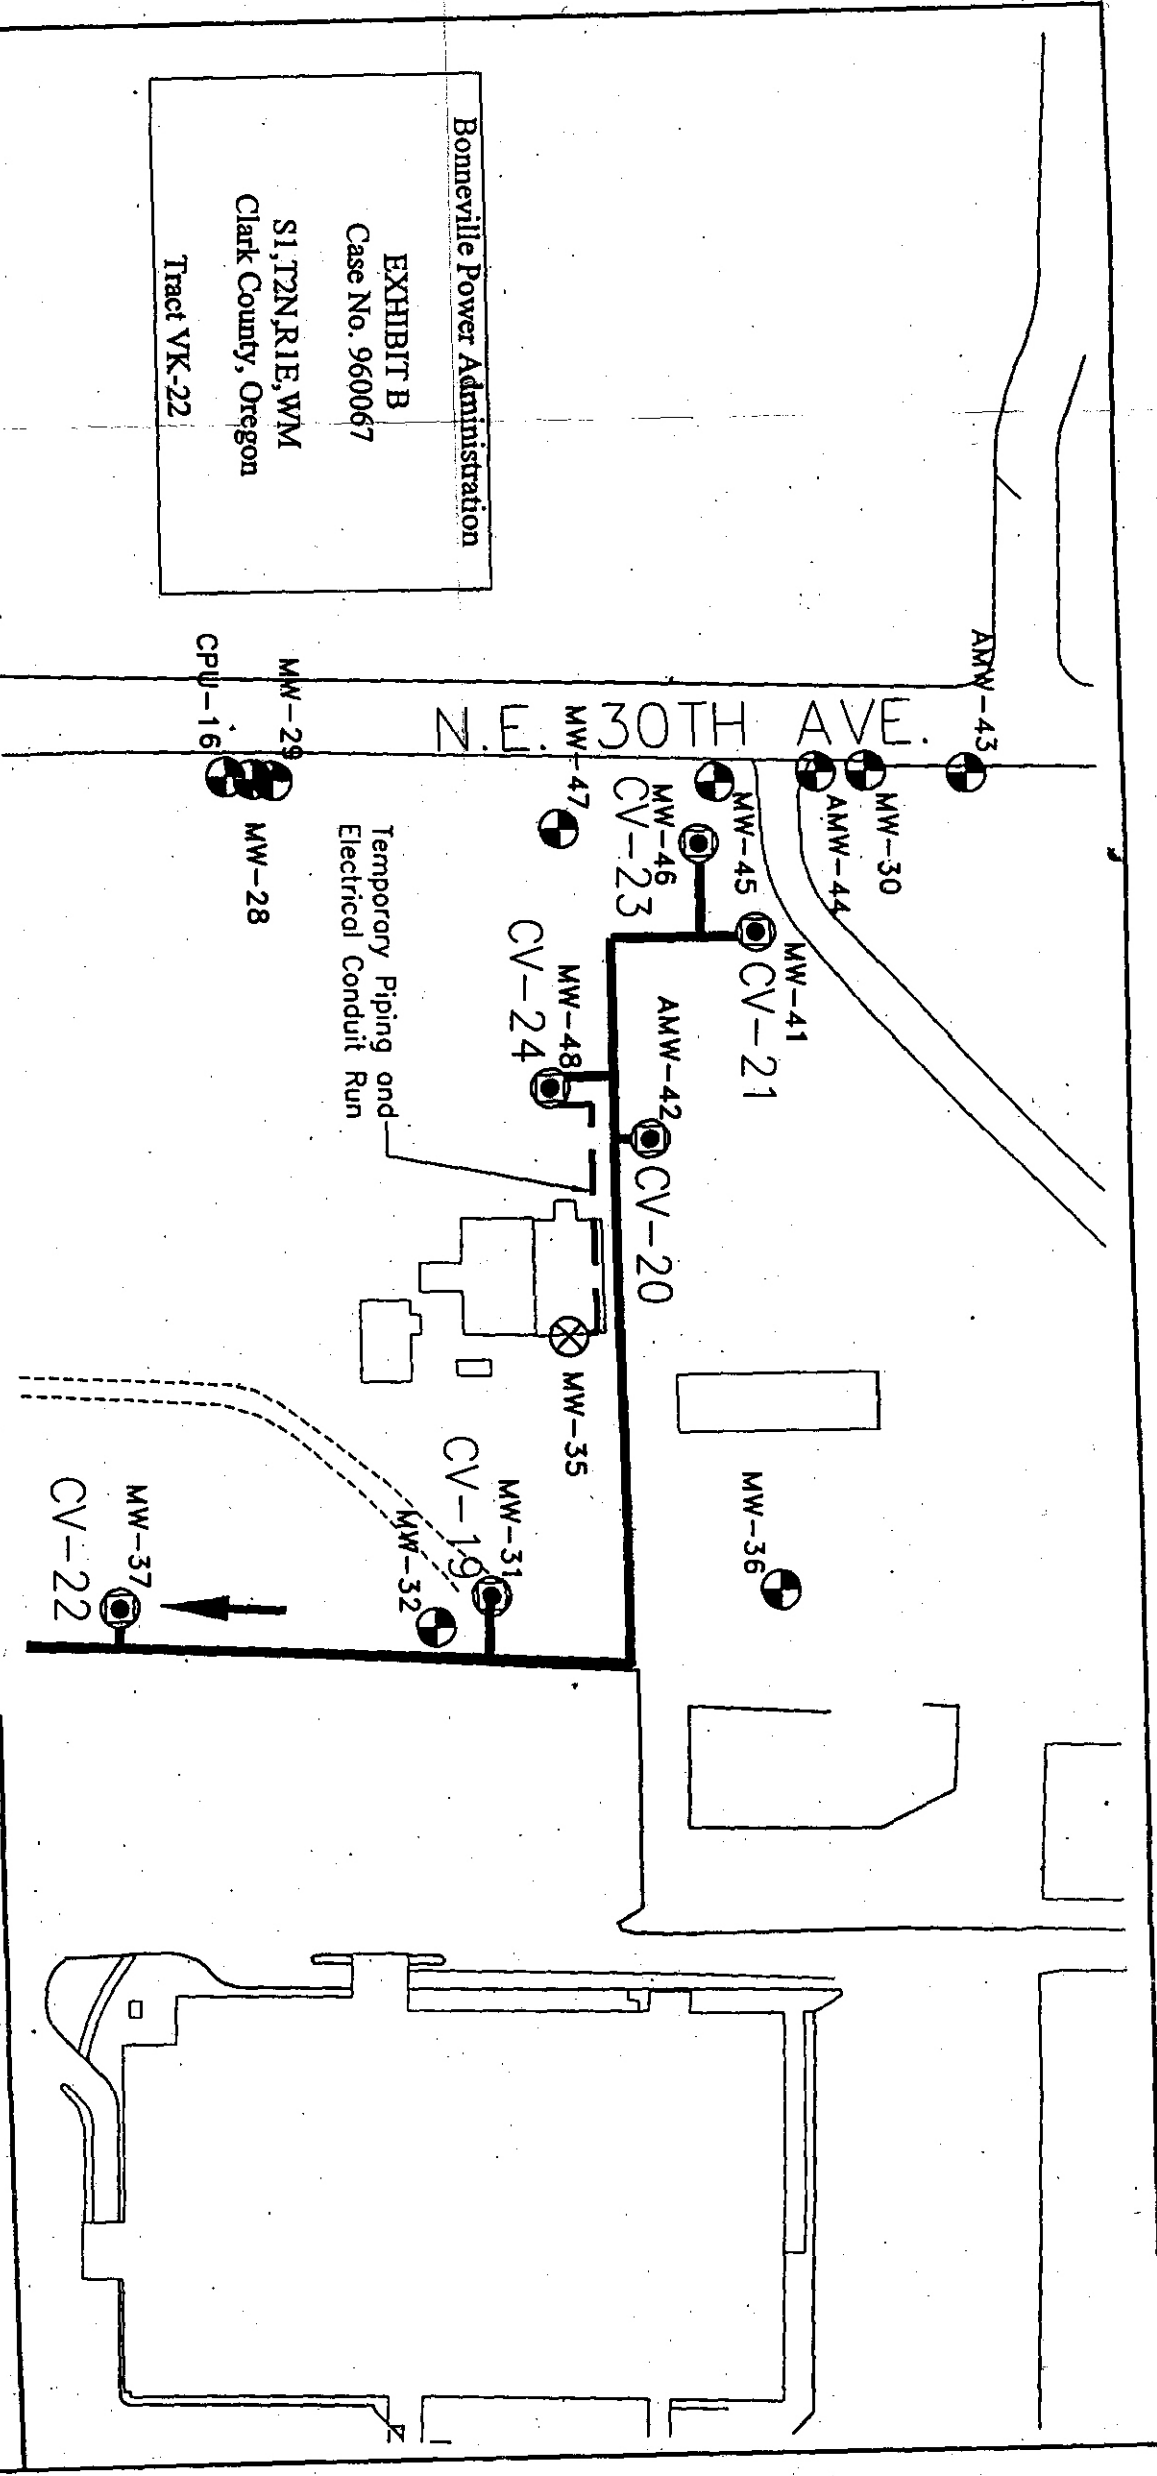 Bonneville Power Administration
EXHIBIT B
Case No. 960067
S1,T2N,R1E,WM
Clark County, Oregon
Tract VK-22
N.E. 30TH AVE.
AMW-43
MW-30
AMW-44
MW-45
MW-46
CV-23
MW-47
MW-29
CPU-16
MW-28
MW-41
CV-21
AMW-42
CV-20
MW-48
CV-24
Temporary Piping and
Electrical Conduit Run
MW-35
MW-36
MW-31
CV-19
MW-32
MW-37
CV-22